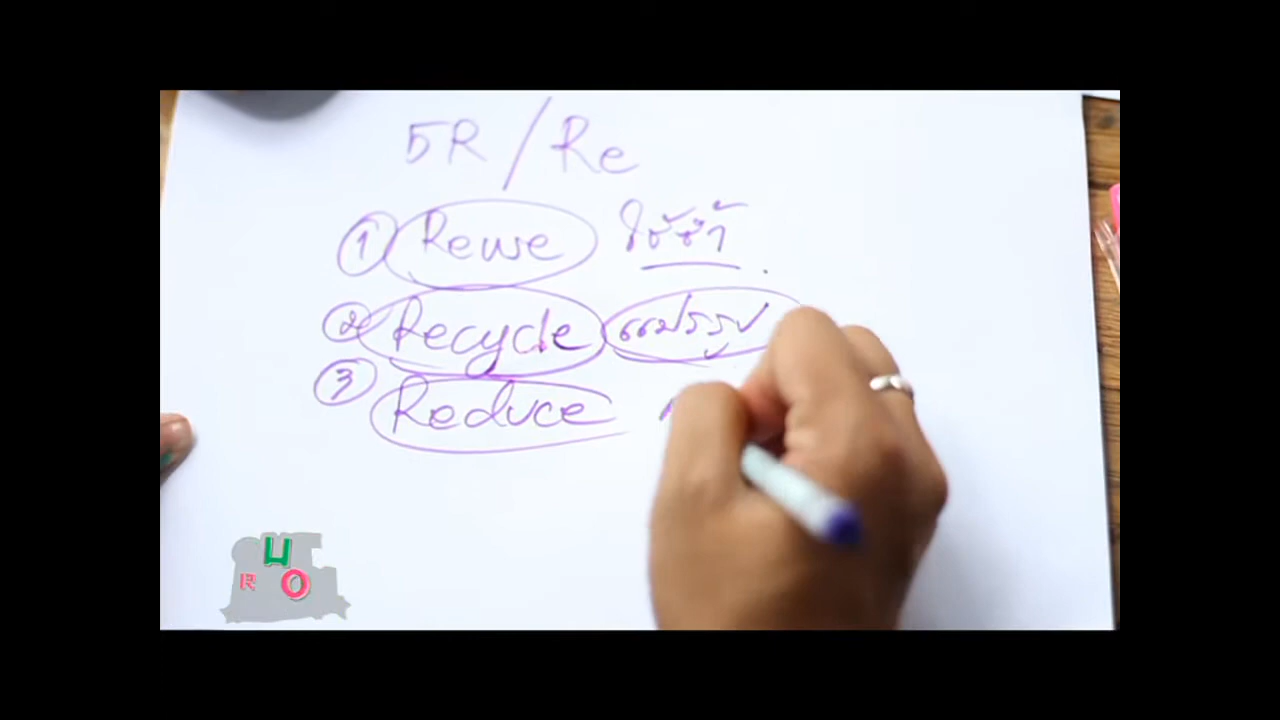 5R / Re
① Reuse ใช้ซ้ำ
② Recycle แปรรูป
③ Reduce
R U O